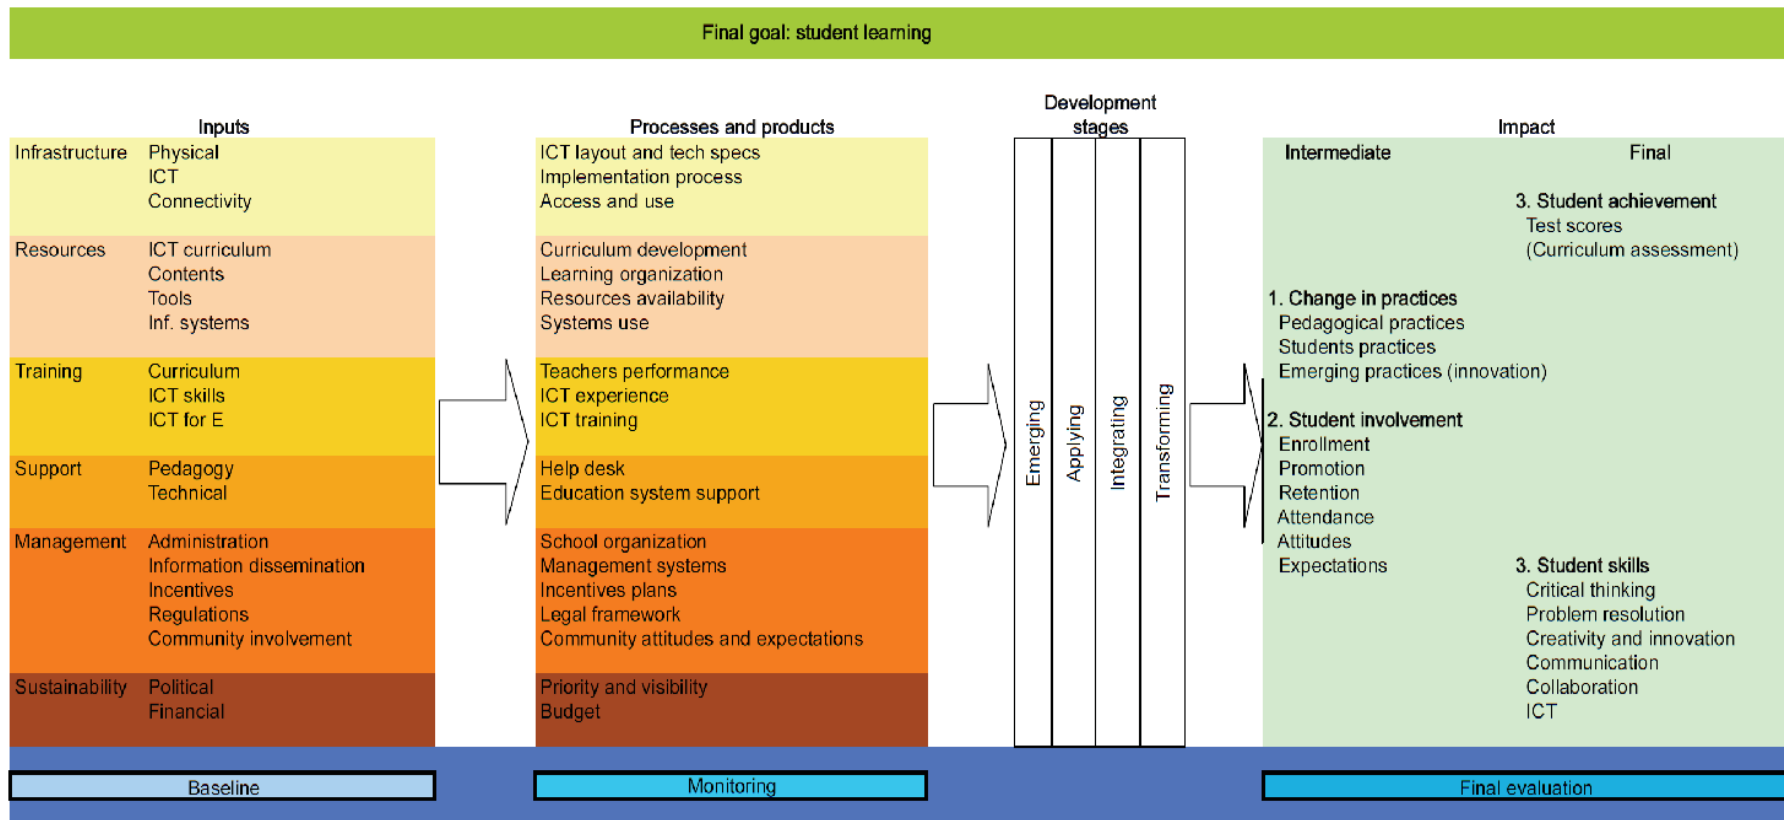 Final goal: student learning
Inputs
Infrastructure Physical
ICT
Connectivity
Resources ICT curriculum
Contents
Tools
Inf. systems
Training Curriculum
ICT skills
ICT for E
Support Pedagogy
Technical
Management Administration
Information dissemination
Incentives
Regulations
Community involvement
Sustainability Political
Financial
Baseline
Processes and products
ICT layout and tech specs
Implementation process
Access and use
Curriculum development
Learning organization
Resources availability
Systems use
Teachers performance
ICT experience
ICT training
Help desk
Education system support
School organization
Management systems
Incentives plans
Legal framework
Community attitudes and expectations
Priority and visibility
Budget
Monitoring
Development
stages
Emerging
Applying
Integrating
Transforming
Impact
Intermediate
1. Change in practices
Pedagogical practices
Students practices
Emerging practices (innovation)
2. Student involvement
Enrollment
Promotion
Retention
Attendance
Attitudes
Expectations
Final
3. Student achievement
Test scores
(Curriculum assessment)
3. Student skills
Critical thinking
Problem resolution
Creativity and innovation
Communication
Collaboration
ICT
Final evaluation